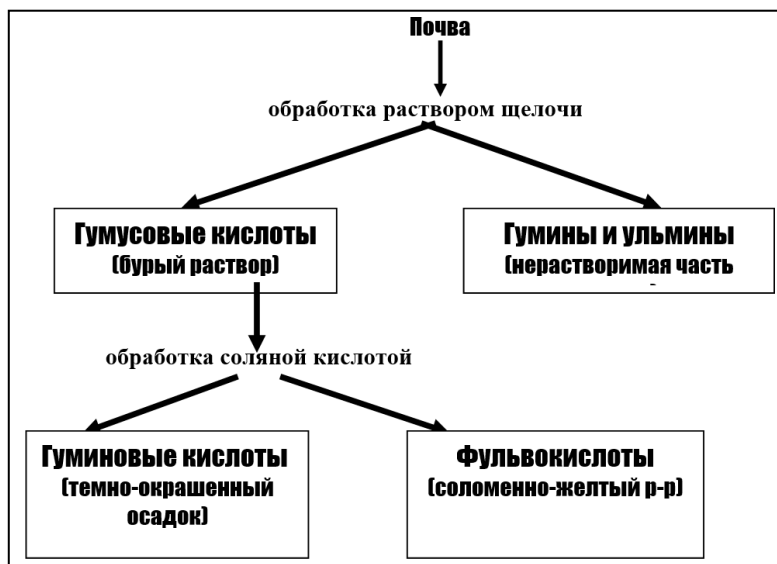 Почва
обработка раствором щелочи
Гумусовые кислоты
(бурый раствор)
Гумины и ульмины
(нерастворимая часть
обработка соляной кислотой
Гуминовые кислоты
(темно-окрашенный
осадок)
Фульвокислоты
(соломенно-желтый р-р)